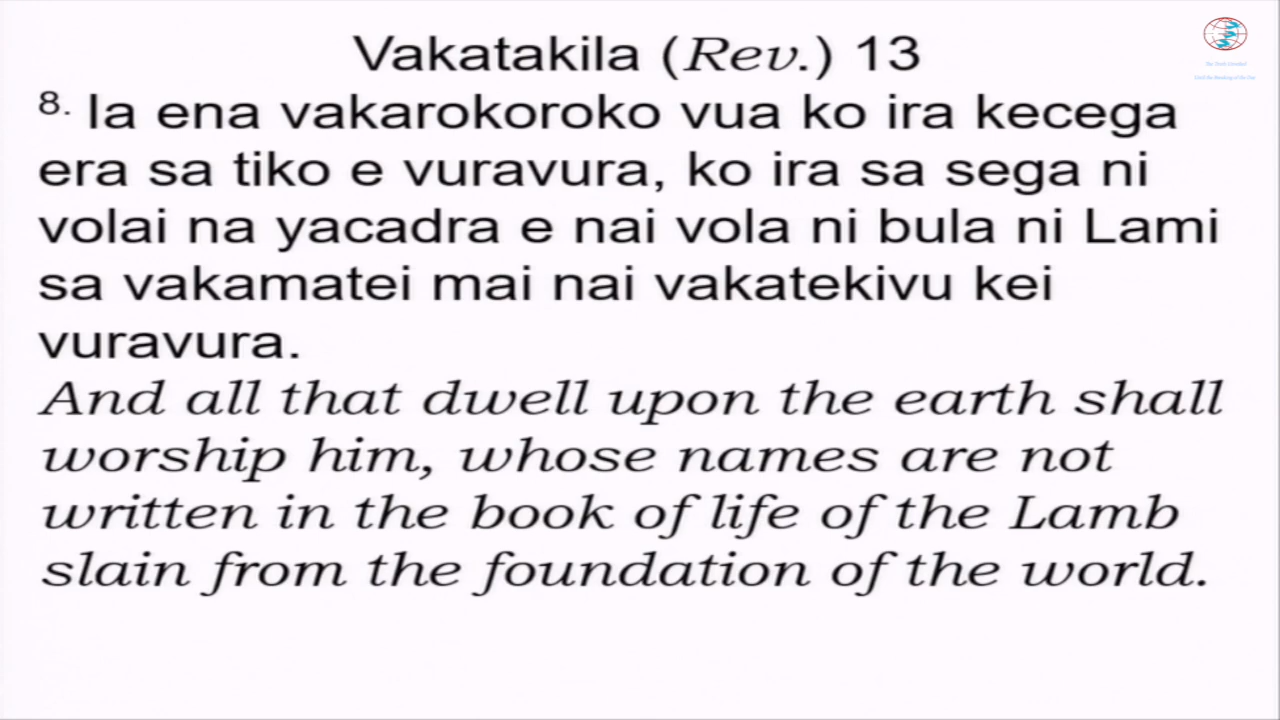 Vakatakila (Rev.) 13
8. Ia ena vakarokoroko vua ko ira kecega
era sa tiko e vuravura, ko ira sa sega ni
volai na yacadra e nai vola ni bula ni Lami
sa vakamatei mai nai vakatekivu kei
vuravura.
And all that dwell upon the earth shall
worship him, whose names are not
written in the book of life of the Lamb
slain from the foundation of the world.